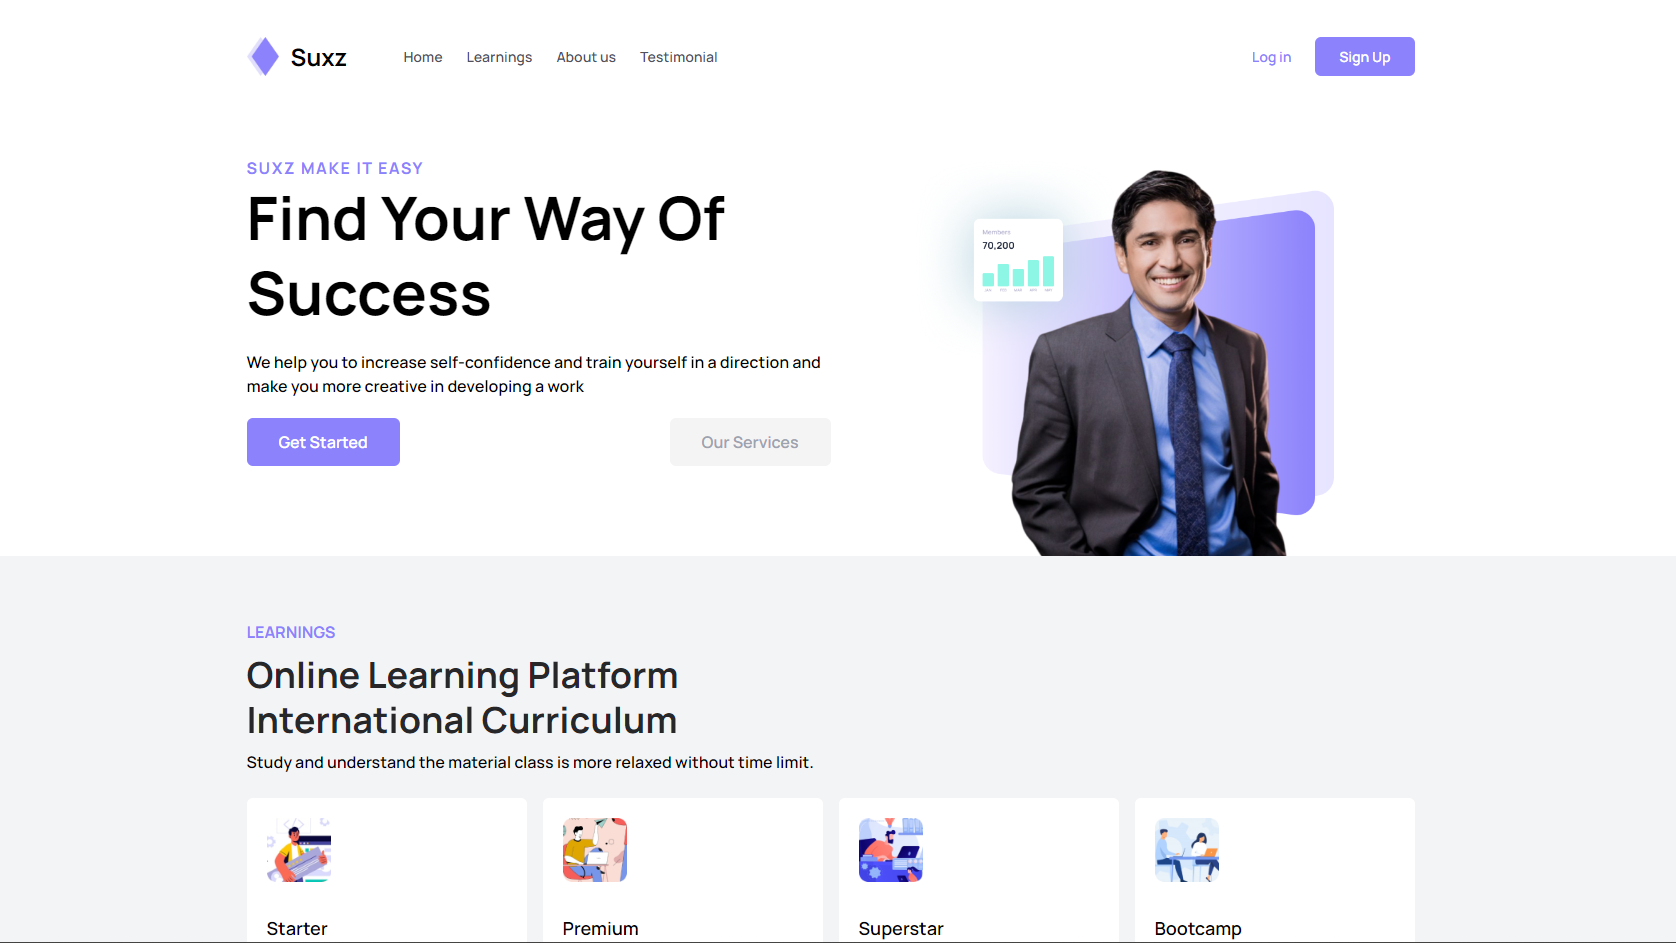 Suxz
Home
Learnings
About us
Testimonial
Log in
Sign Up
SUXZ MAKE IT EASY
Find Your Way Of
Success
We help you to increase self-confidence and train yourself in a direction and
make you more creative in developing a work
Get Started
Our Services
Members
70,200
LEARNINGS
Online Learning Platform
International Curriculum
Study and understand the material class is more relaxed without time limit.
Starter
Premium
Superstar
Bootcamp